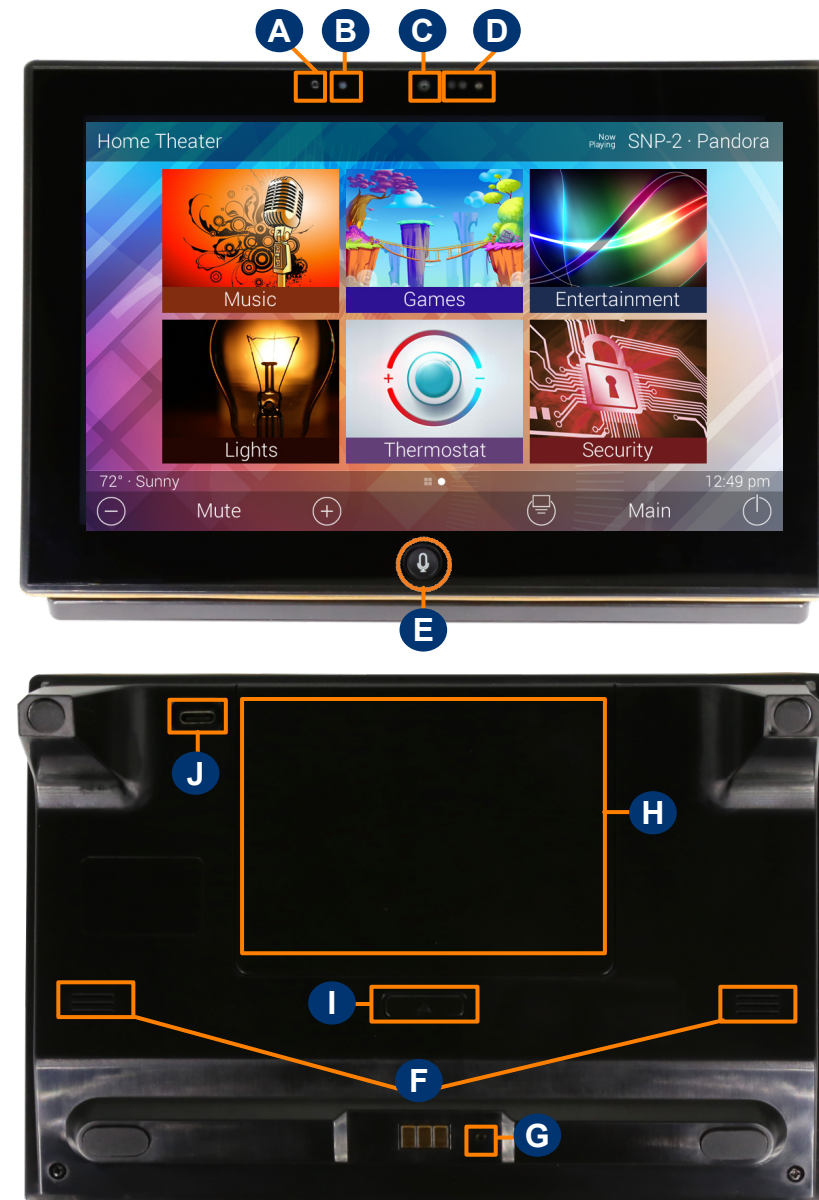 A B C D
Home Theater
Now Playing SNP-2 · Pandora
Music Games Entertainment
Lights Thermostat Security
72° · Sunny 12:49 pm
Mute Main
E
J
H
I
F
G